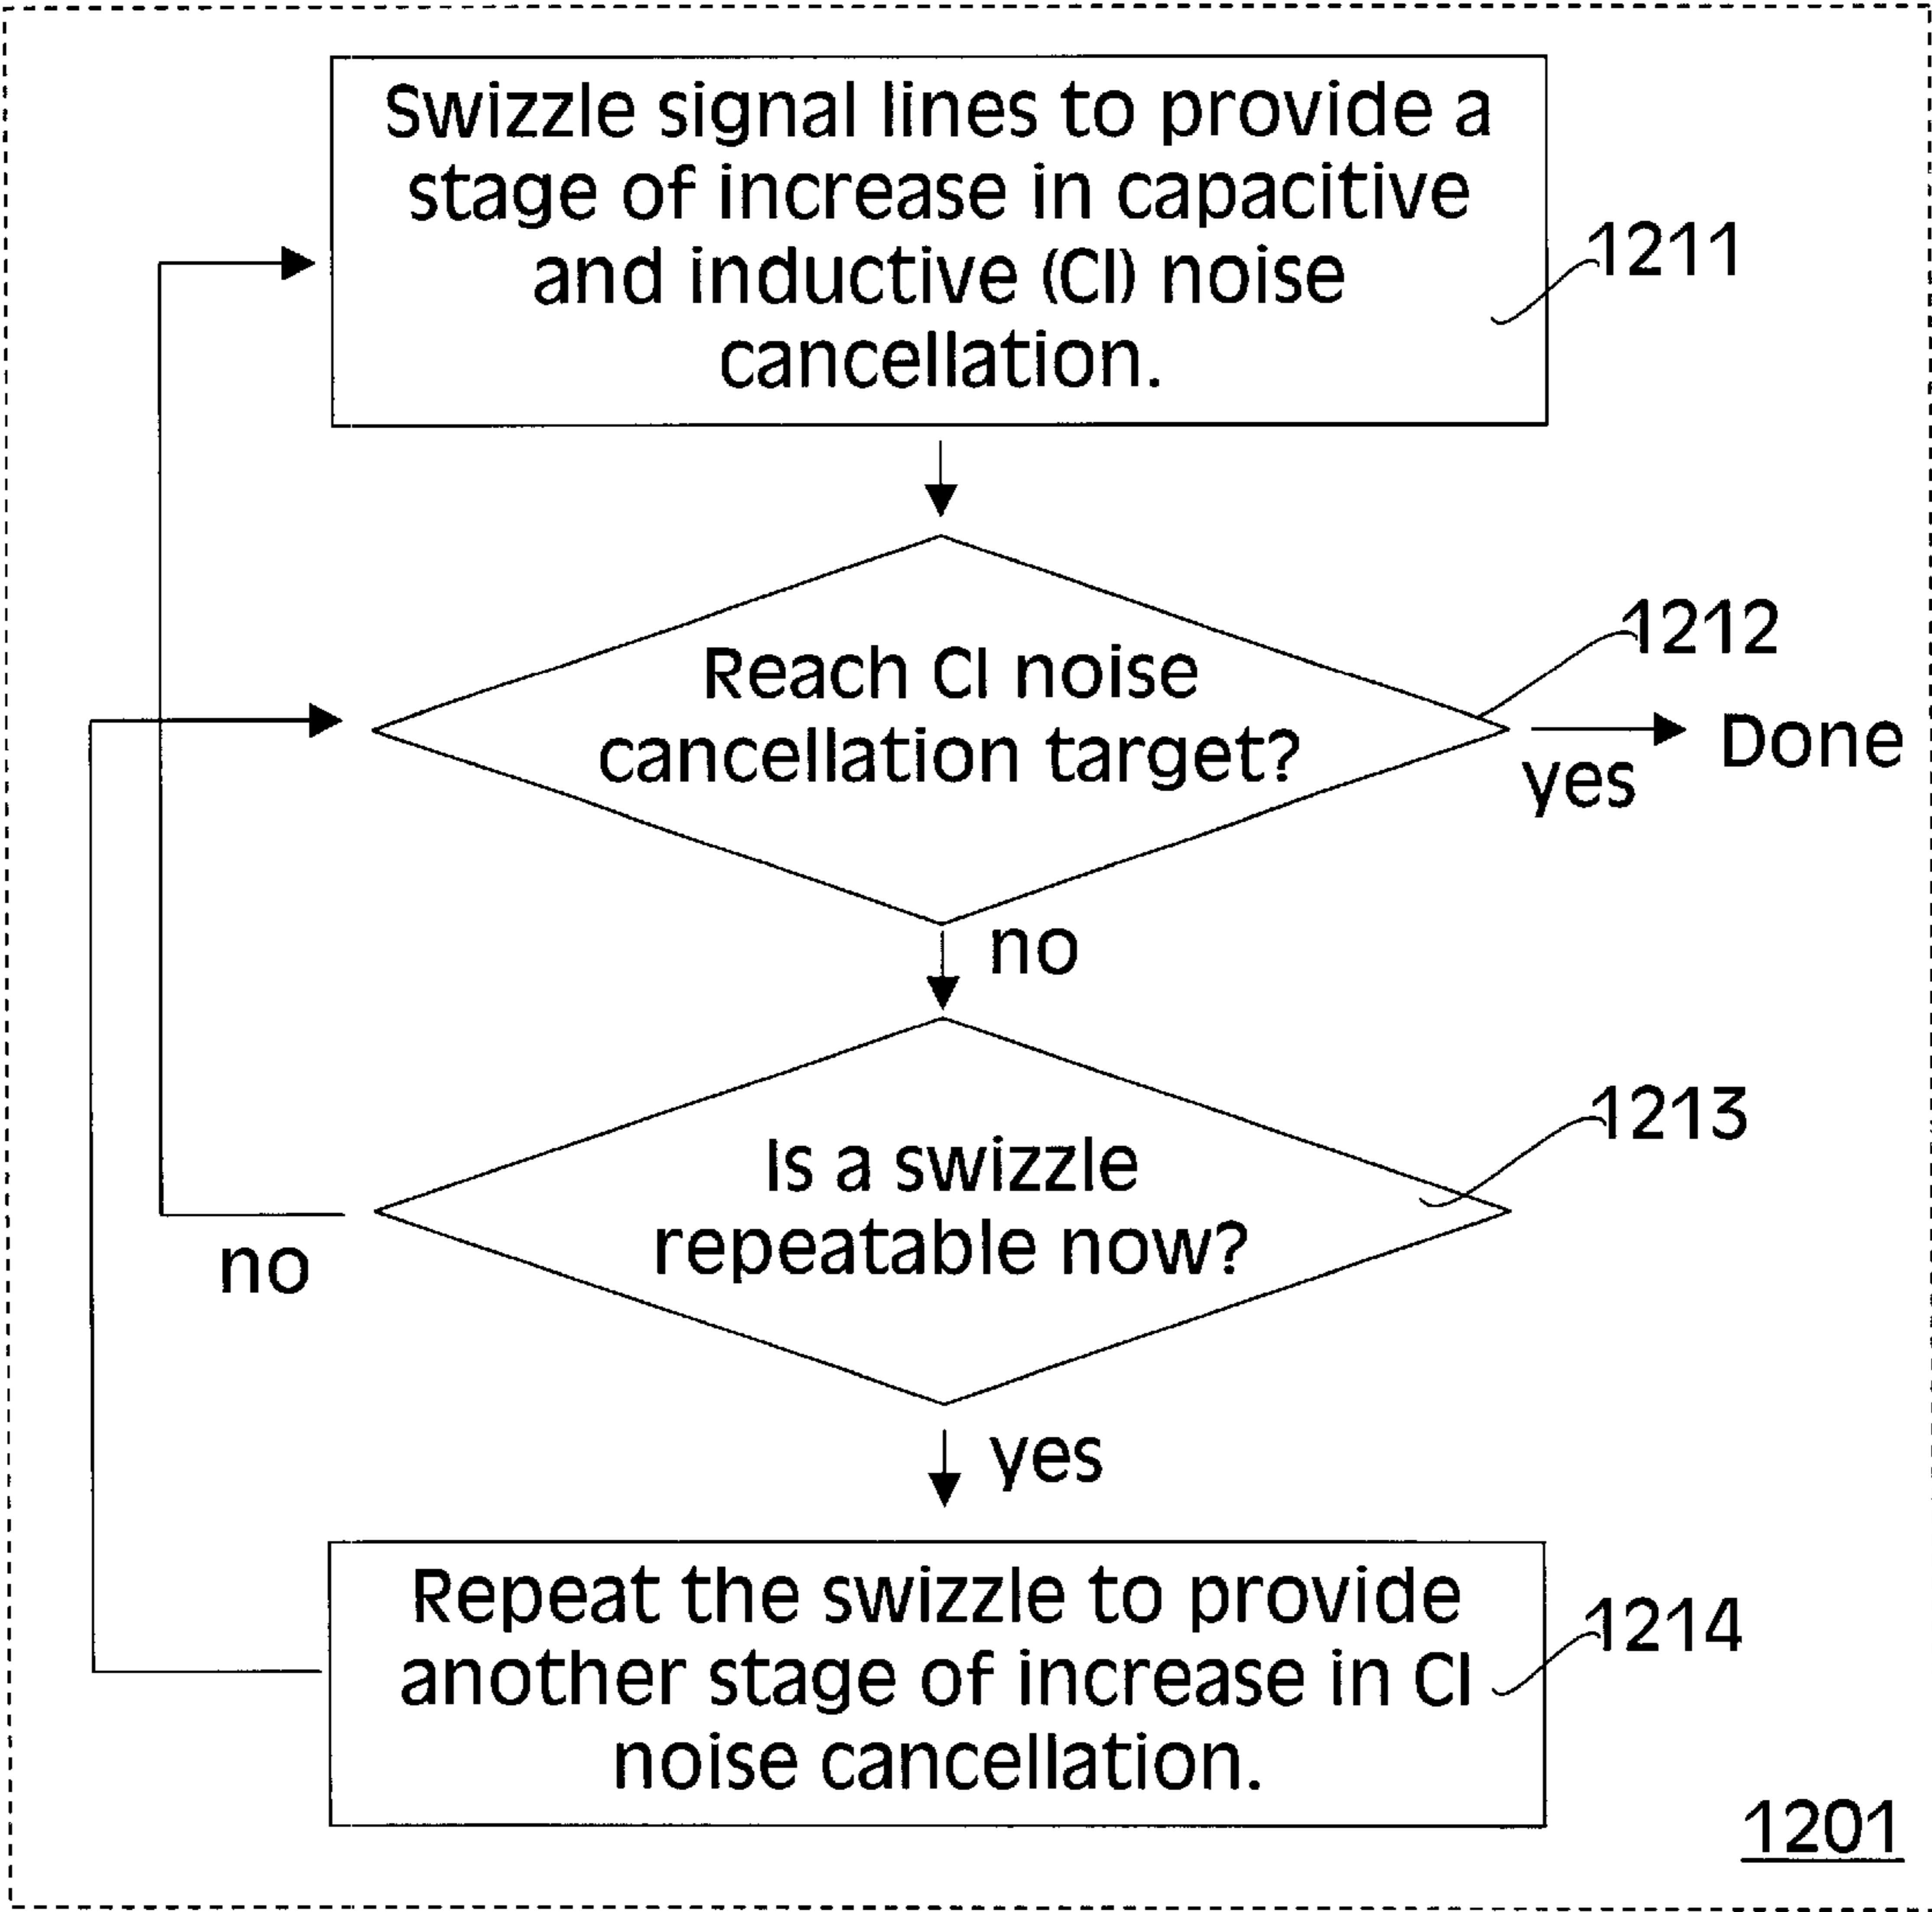 Swizzle signal lines to provide a
stage of increase in capacitive
and inductive (CI) noise
cancellation.
1211
Reach CI noise
cancellation target?
1212
Done
yes
no
Is a swizzle
repeatable now?
1213
no
yes
Repeat the swizzle to provide
another stage of increase in CI
noise cancellation.
1214
1201